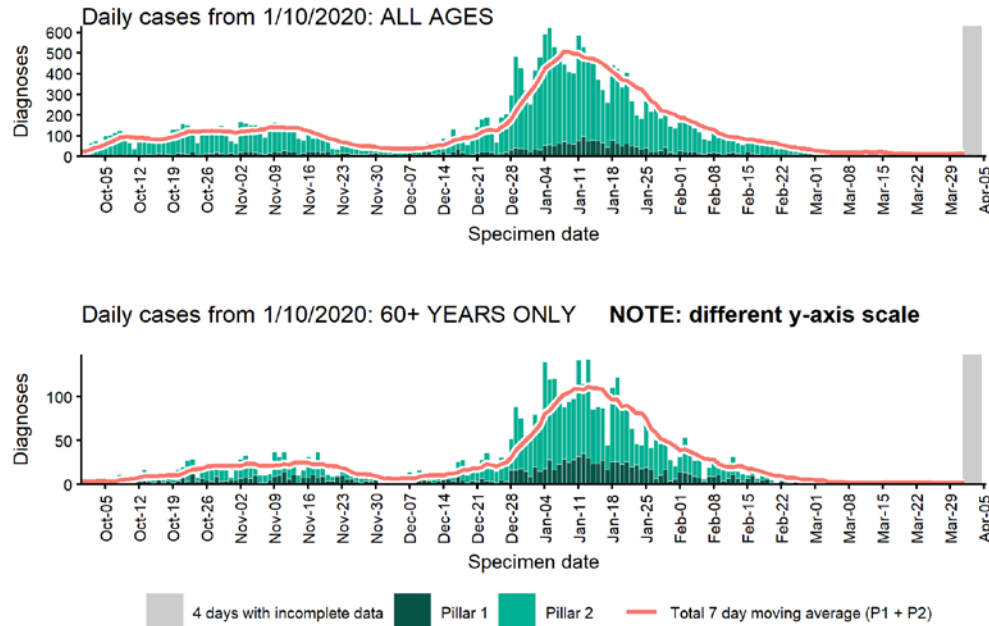 Daily cases from 1/10/2020: ALL AGES
Diagnoses
600
500
400
300
200
100
0
Oct-05
Oct-12
Oct-19
Oct-26
Nov-02
Nov-09
Nov-16
Nov-23
Nov-30
Dec-07
Dec-14
Dec-21
Dec-28
Jan-04
Jan-11
Jan-18
Jan-25
Feb-01
Feb-08
Feb-15
Feb-22
Mar-01
Mar-08
Mar-15
Mar-22
Mar-29
Apr-05
Specimen date
Daily cases from 1/10/2020: 60+ YEARS ONLY NOTE: different y-axis scale
Diagnoses
100
50
0
Oct-05
Oct-12
Oct-19
Oct-26
Nov-02
Nov-09
Nov-16
Nov-23
Nov-30
Dec-07
Dec-14
Dec-21
Dec-28
Jan-04
Jan-11
Jan-18
Jan-25
Feb-01
Feb-08
Feb-15
Feb-22
Mar-01
Mar-08
Mar-15
Mar-22
Mar-29
Apr-05
Specimen date
4 days with incomplete data Pillar 1 Pillar 2 Total 7 day moving average (P1 + P2)